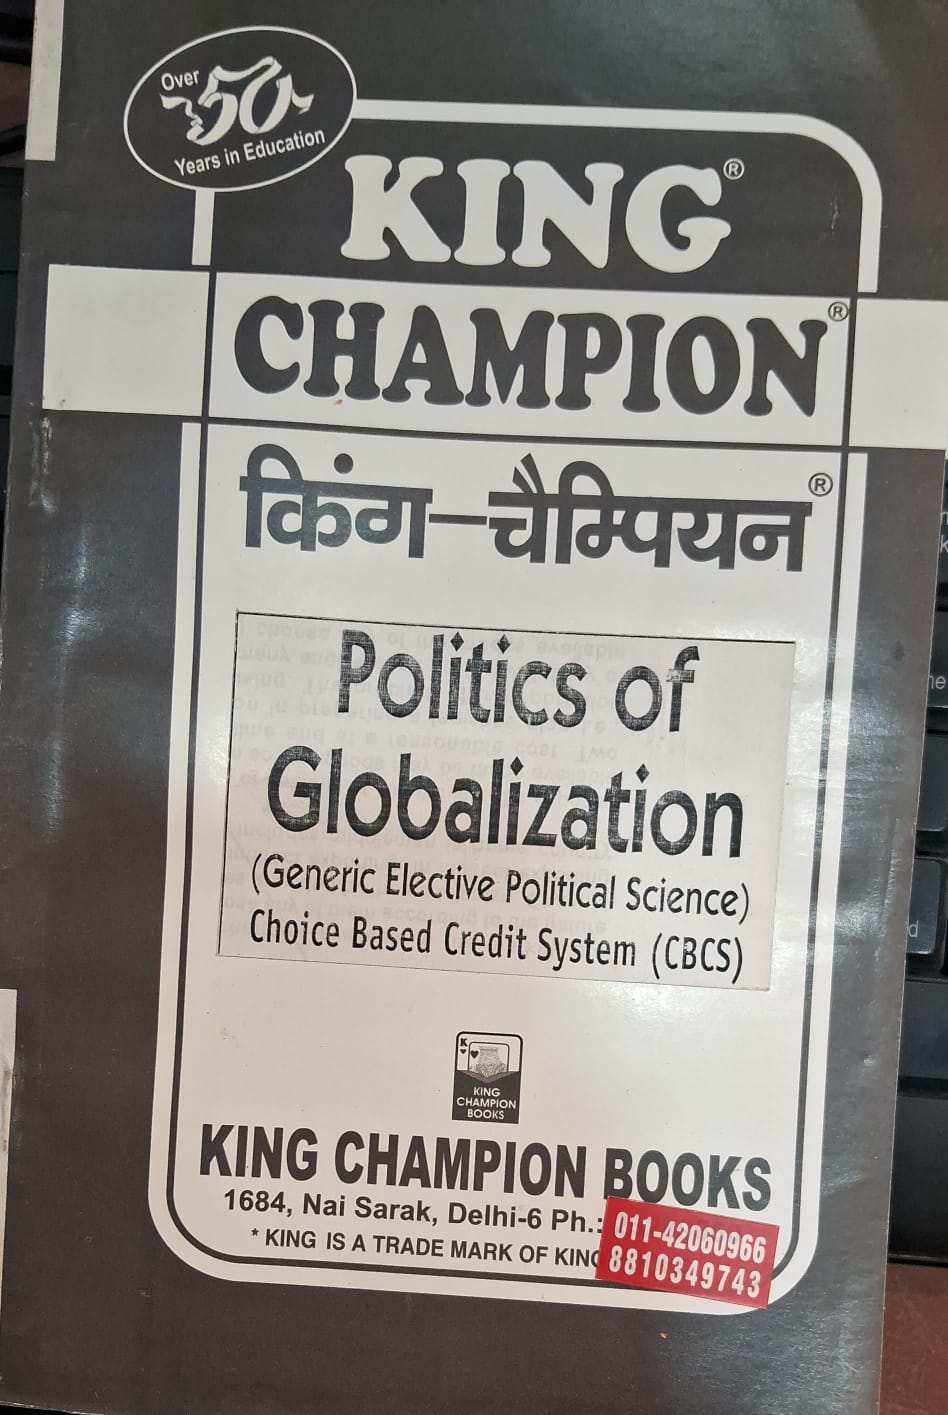 Over
50
Years in Education
KING®
CHAMPION®
किंग–चैम्पियन®
Politics of
Globalization
(Generic Elective Political Science)
Choice Based Credit System (CBCS)
K
KING
CHAMPION
BOOKS
KING CHAMPION BOOKS
1684, Nai Sarak, Delhi-6 Ph.: 011-42060966
8810349743
* KING IS A TRADE MARK OF KING